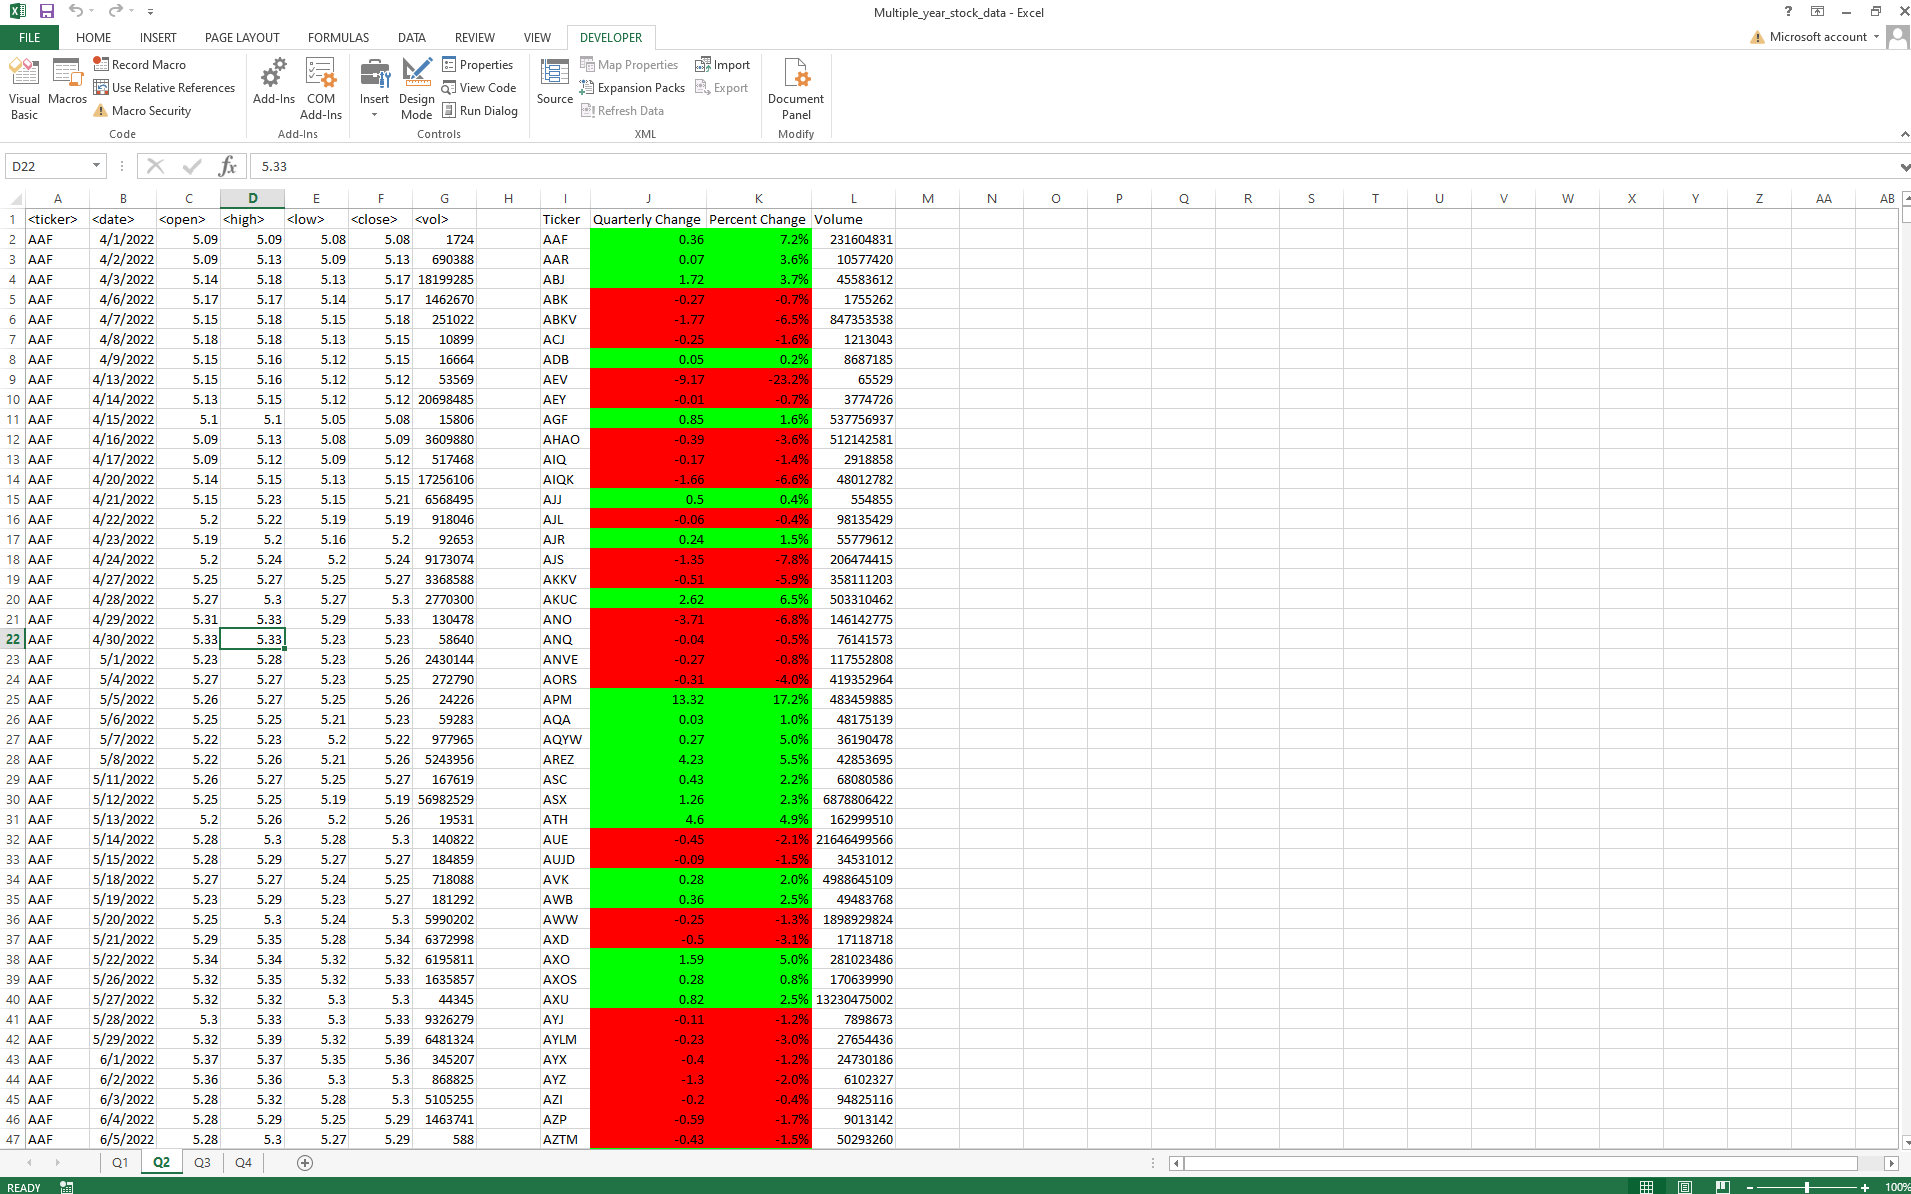 Multiple_year_stock_data - Excel
?
FILE HOME INSERT PAGE LAYOUT FORMULAS DATA REVIEW VIEW DEVELOPER Microsoft account
Visual Basic Macros Record Macro Use Relative References Macro Security Code
Add-Ins COM Add-Ins Add-Ins
Insert Design Mode Properties View Code Run Dialog Controls
Source Map Properties Expansion Packs Refresh Data Import Export XML
Document Panel Modify
D22 fx 5.33
A B C D E F G H I J K L M N O P Q R S T U V W X Y Z AA AB
1 <ticker> <date> <open> <high> <low> <close> <vol> Ticker Quarterly Change Percent Change Volume
2 AAF 4/1/2022 5.09 5.09 5.08 5.08 1724 AAF 0.36 7.2% 231604831
3 AAF 4/2/2022 5.09 5.13 5.09 5.13 690388 AAR 0.07 3.6% 10577420
4 AAF 4/3/2022 5.14 5.18 5.13 5.17 18199285 ABJ 1.72 3.7% 45583612
5 AAF 4/6/2022 5.17 5.17 5.14 5.17 1462670 ABK -0.27 -0.7% 1755262
6 AAF 4/7/2022 5.15 5.18 5.15 5.18 251022 ABKV -1.77 -6.5% 847353538
7 AAF 4/8/2022 5.18 5.18 5.13 5.15 10899 ACJ -0.25 -1.6% 1213043
8 AAF 4/9/2022 5.15 5.16 5.12 5.15 16664 ADB 0.05 0.2% 8687185
9 AAF 4/13/2022 5.15 5.16 5.12 5.12 53569 AEV -9.17 -23.2% 65529
10 AAF 4/14/2022 5.13 5.15 5.12 5.12 20698485 AEY -0.01 -0.7% 3774726
11 AAF 4/15/2022 5.1 5.1 5.05 5.08 15806 AGF 0.85 1.6% 537756937
12 AAF 4/16/2022 5.09 5.13 5.08 5.09 3609880 AHAO -0.39 -3.6% 512142581
13 AAF 4/17/2022 5.09 5.12 5.09 5.12 517468 AIQ -0.17 -1.4% 2918858
14 AAF 4/20/2022 5.14 5.15 5.13 5.15 17256106 AIQK -1.66 -6.6% 48012782
15 AAF 4/21/2022 5.15 5.23 5.15 5.21 6568495 AJJ 0.5 0.4% 554855
16 AAF 4/22/2022 5.2 5.22 5.19 5.19 918046 AJL -0.06 -0.4% 98135429
17 AAF 4/23/2022 5.19 5.2 5.16 5.2 92653 AJR 0.24 1.5% 55779612
18 AAF 4/24/2022 5.2 5.24 5.2 5.24 9173074 AJS -1.35 -7.8% 206474415
19 AAF 4/27/2022 5.25 5.27 5.25 5.27 3368588 AKKV -0.51 -5.9% 358111203
20 AAF 4/28/2022 5.27 5.3 5.27 5.3 2770300 AKUC 2.62 6.5% 503310462
21 AAF 4/29/2022 5.31 5.33 5.29 5.33 130478 ANO -3.71 -6.8% 146142775
22 AAF 4/30/2022 5.33 5.33 5.23 5.23 58640 ANQ -0.04 -0.5% 76141573
23 AAF 5/1/2022 5.23 5.28 5.23 5.26 2430144 ANVE -0.27 -0.8% 117552808
24 AAF 5/4/2022 5.27 5.27 5.23 5.25 272790 AORS -0.31 -4.0% 419352964
25 AAF 5/5/2022 5.26 5.27 5.25 5.26 24226 APM 13.32 17.2% 483459885
26 AAF 5/6/2022 5.25 5.25 5.21 5.23 59283 AQA 0.03 1.0% 48175139
27 AAF 5/7/2022 5.22 5.23 5.2 5.22 977965 AQYW 0.27 5.0% 36190478
28 AAF 5/8/2022 5.22 5.26 5.21 5.26 5243956 AREZ 4.23 5.5% 42853695
29 AAF 5/11/2022 5.26 5.27 5.25 5.27 167619 ASC 0.43 2.2% 68080586
30 AAF 5/12/2022 5.25 5.25 5.19 5.19 56982529 ASX 1.26 2.3% 6878806422
31 AAF 5/13/2022 5.2 5.26 5.2 5.26 19531 ATH 4.6 4.9% 162999510
32 AAF 5/14/2022 5.28 5.3 5.28 5.3 140822 AUE -0.45 -2.1% 21646499566
33 AAF 5/15/2022 5.28 5.29 5.27 5.27 184859 AUJD -0.09 -1.5% 34531012
34 AAF 5/18/2022 5.27 5.27 5.24 5.25 718088 AVK 0.28 2.0% 4988645109
35 AAF 5/19/2022 5.23 5.29 5.23 5.27 181292 AWB 0.36 2.5% 49483768
36 AAF 5/20/2022 5.25 5.3 5.24 5.3 5990202 AWW -0.25 -1.3% 1898929824
37 AAF 5/21/2022 5.29 5.35 5.28 5.34 6372998 AXD -0.5 -3.1% 17118718
38 AAF 5/22/2022 5.34 5.34 5.32 5.32 6195811 AXO 1.59 5.0% 281023486
39 AAF 5/26/2022 5.32 5.35 5.32 5.33 1635857 AXOS 0.28 0.8% 170639990
40 AAF 5/27/2022 5.32 5.32 5.3 5.3 44345 AXU 0.82 2.5% 13230475002
41 AAF 5/28/2022 5.3 5.33 5.3 5.33 9326279 AYJ -0.11 -1.2% 7898673
42 AAF 5/29/2022 5.32 5.39 5.32 5.39 6481324 AYLM -0.23 -3.0% 27654436
43 AAF 6/1/2022 5.37 5.37 5.35 5.36 345207 AYX -0.4 -1.2% 24730186
44 AAF 6/2/2022 5.36 5.36 5.3 5.3 868825 AYZ -1.3 -2.0% 6102327
45 AAF 6/3/2022 5.28 5.32 5.28 5.3 5105255 AZI -0.2 -0.4% 94825116
46 AAF 6/4/2022 5.28 5.29 5.25 5.29 1463741 AZP -0.59 -1.7% 9013142
47 AAF 6/5/2022 5.28 5.3 5.27 5.29 588 AZTM -0.43 -1.5% 50293260
Q1 Q2 Q3 Q4
READY 100%